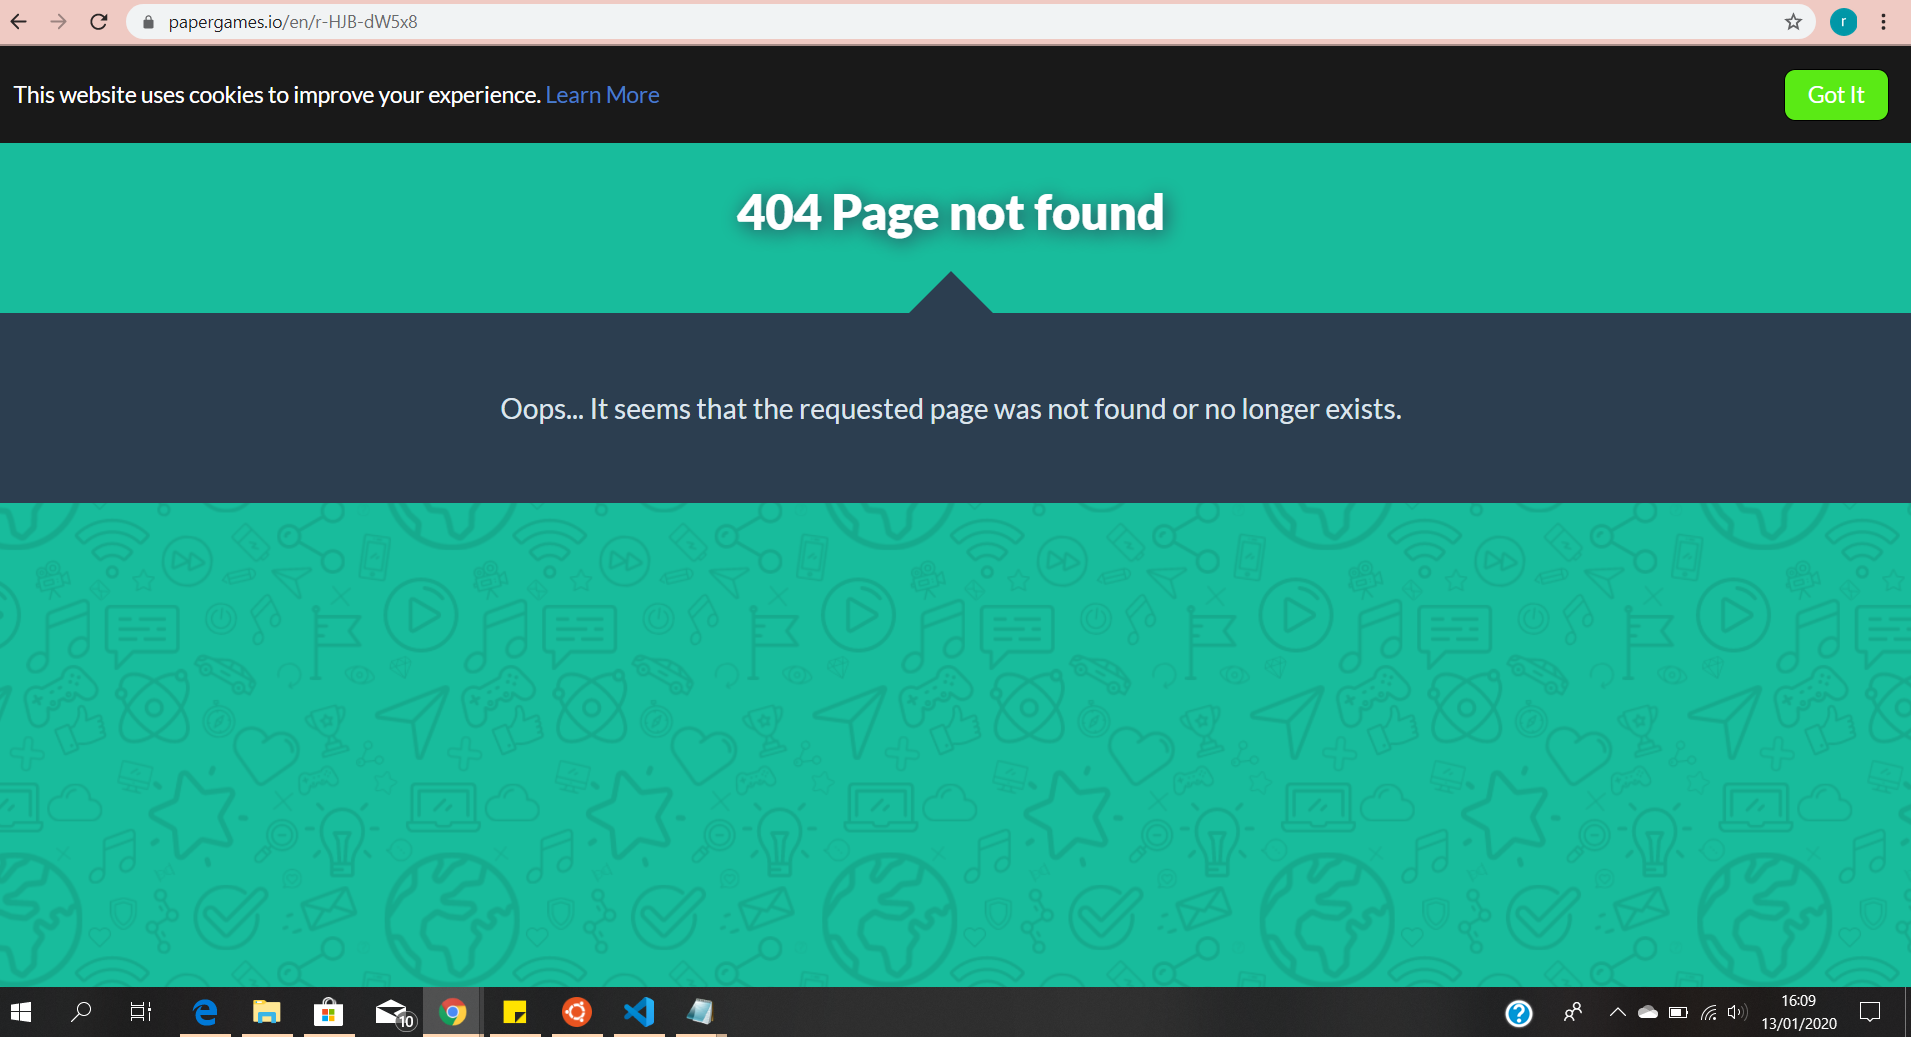 papergames.io/en/r-HJB-dW5x8
r
This website uses cookies to improve your experience. Learn More
Got It
404 Page not found
Oops... It seems that the requested page was not found or no longer exists.
10
16:09
13/01/2020